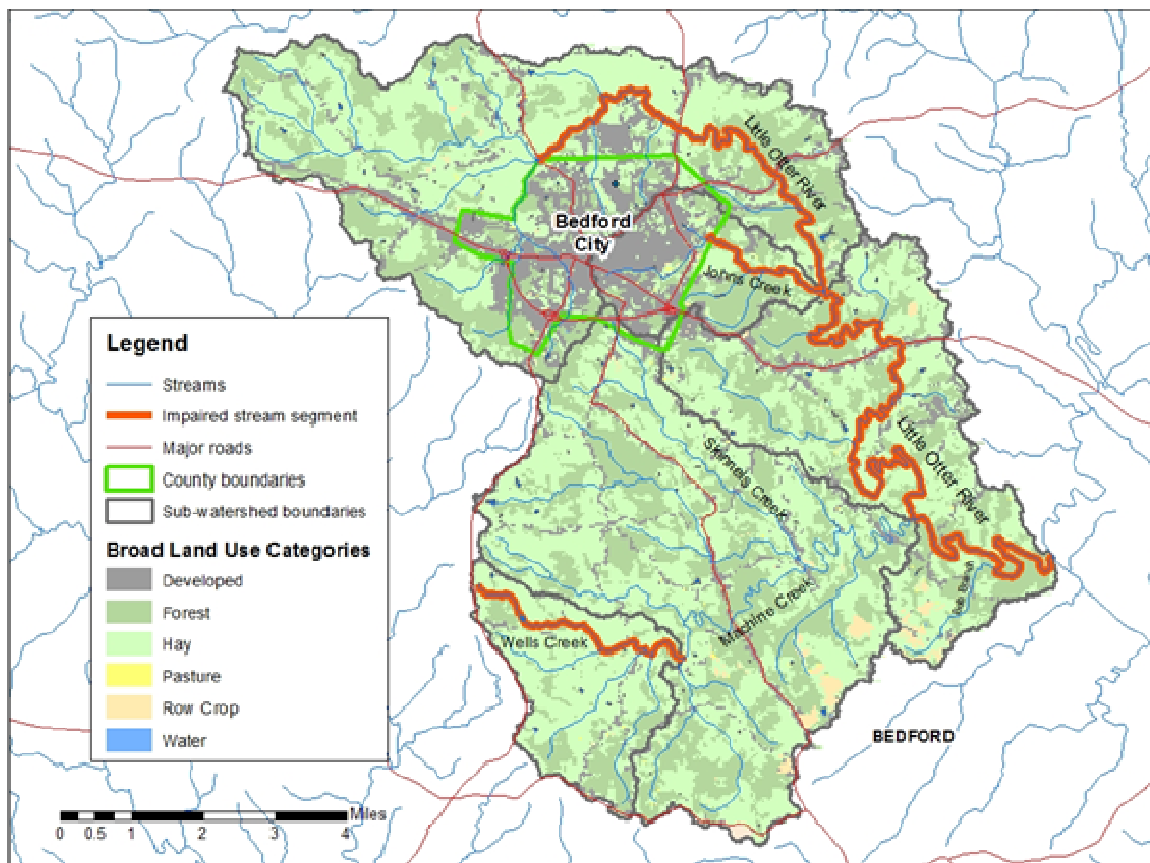 Little Otter River
Bedford
City
Johns Creek
Legend
Streams
Impaired stream segment
Major roads
County boundaries
Sub-watershed boundaries
Broad Land Use Categories
Developed
Forest
Hay
Pasture
Row Crop
Water
Little Otter River
Machine Creek
Wells Creek
BEDFORD
Miles
0 0.5 1 2 3 4